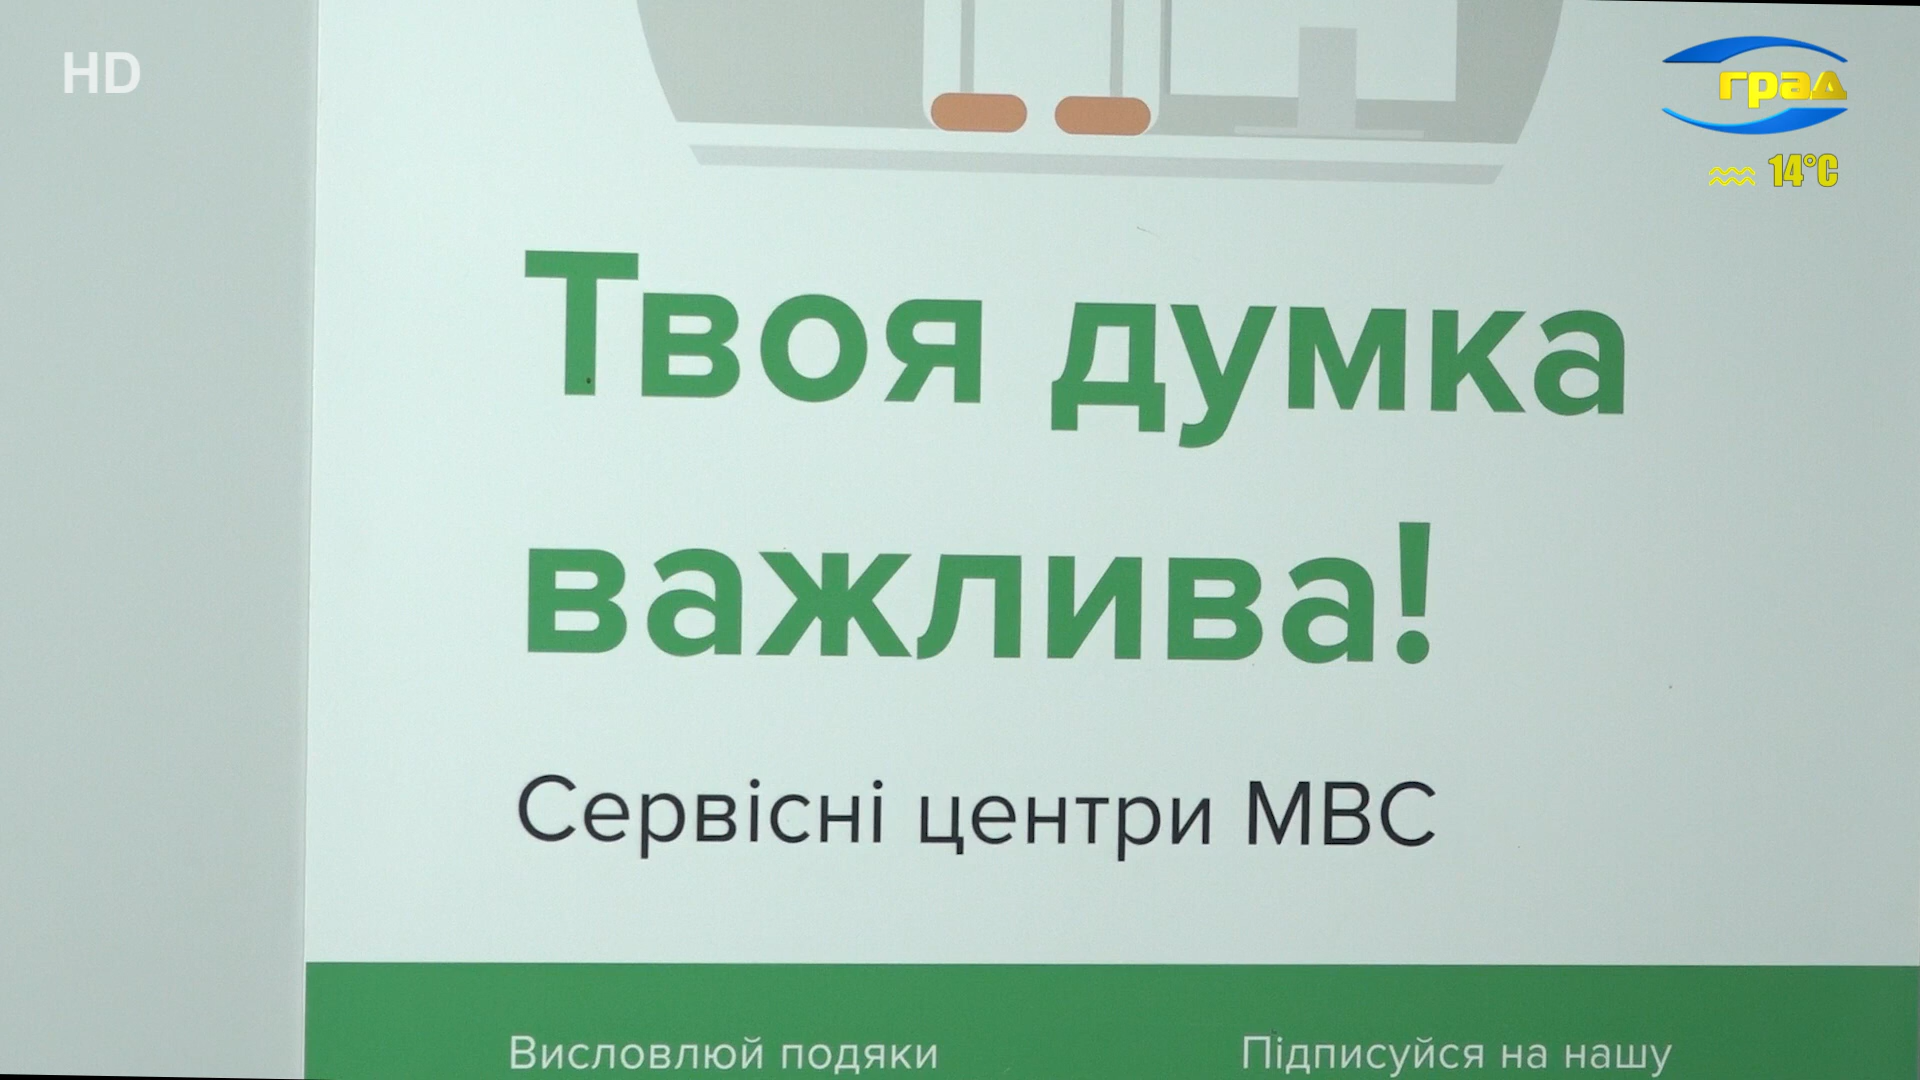 HD
град
14°C
Твоя думка
важлива!
Сервісні центри МВС
Висловлюй подяки
Підписуйся на нашу